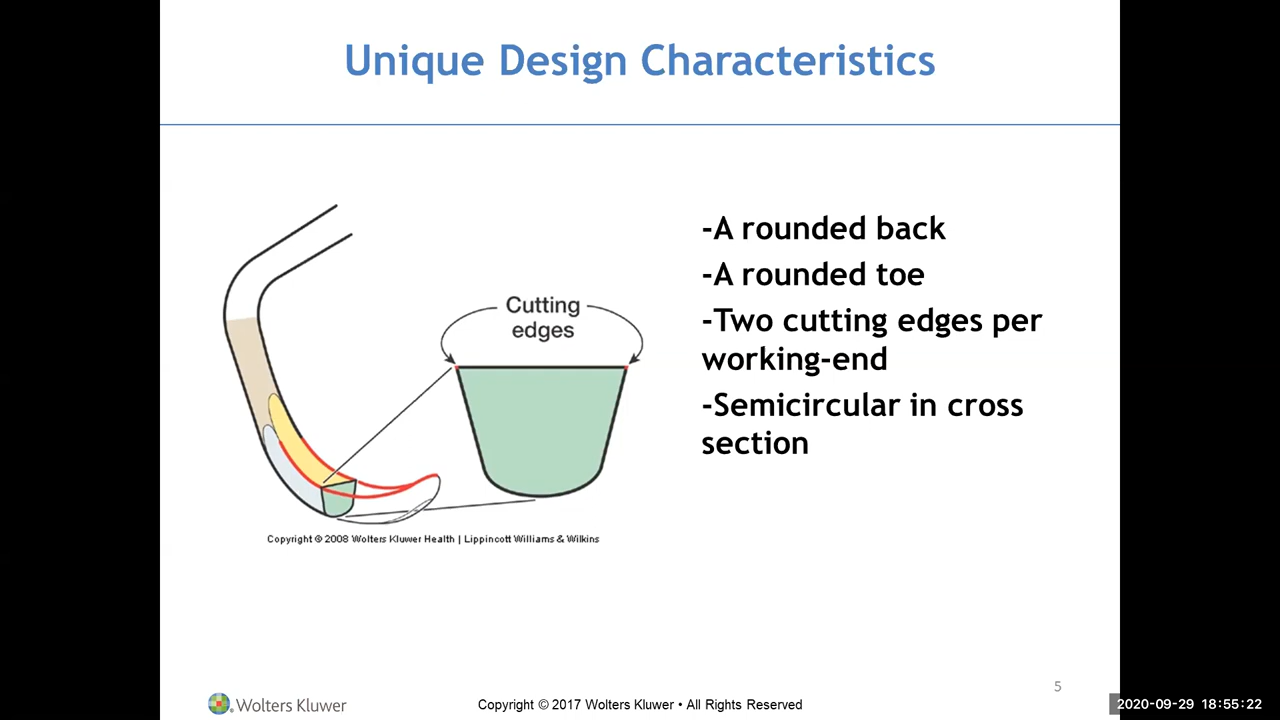 Unique Design Characteristics
Cutting
edges
-A rounded back
-A rounded toe
-Two cutting edges per
working-end
-Semicircular in cross
section
Copyright © 2008 Wolters Kluwer Health | Lippincott Williams & Wilkins
5
Wolters Kluwer
Copyright © 2017 Wolters Kluwer • All Rights Reserved
2020-09-29 18:55:22